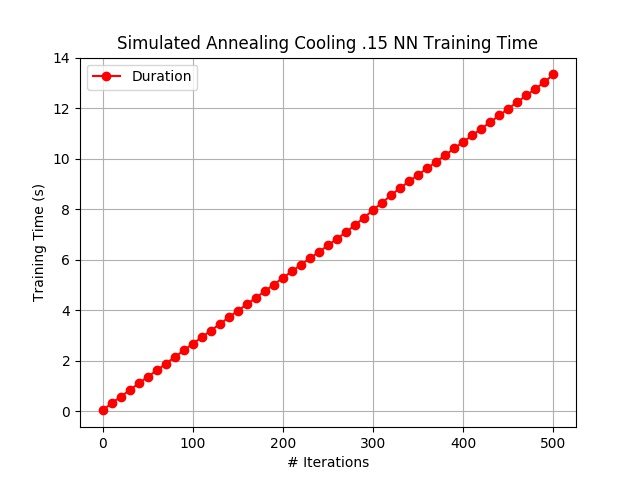 Simulated Annealing Cooling .15 NN Training Time
Duration
Training Time (s)
14
12
10
8
6
4
2
0
0 100 200 300 400 500
# Iterations